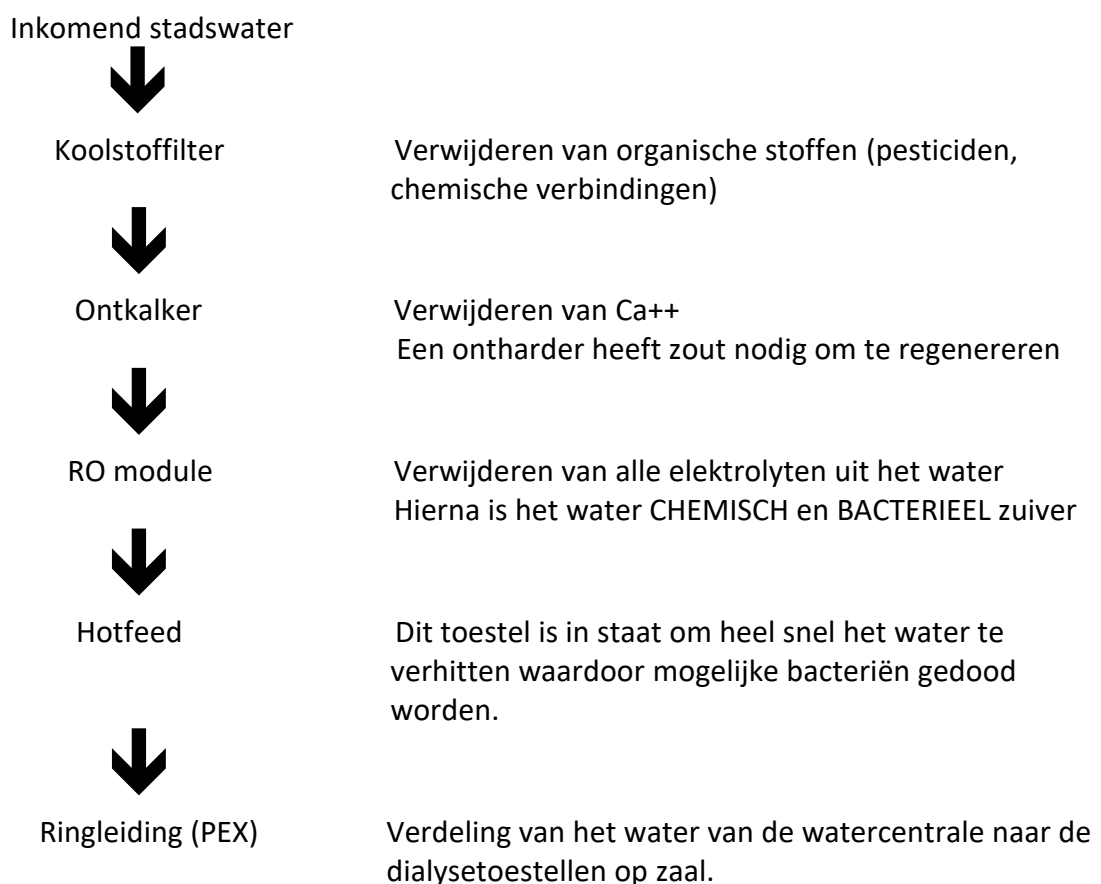 Inkomend stadswater
Koolstoffilter Verwijderen van organische stoffen (pesticiden,
chemische verbindingen)
Ontkalker Verwijderen van Ca++
Een ontharder heeft zout nodig om te regenereren
RO module Verwijderen van alle elektrolyten uit het water
Hierna is het water CHEMISCH en BACTERIEEL zuiver
Hotfeed Dit toestel is in staat om heel snel het water te
verhitten waardoor mogelijke bacteriën gedood
worden.
Ringleiding (PEX) Verdeling van het water van de watercentrale naar de
dialysetoestellen op zaal.